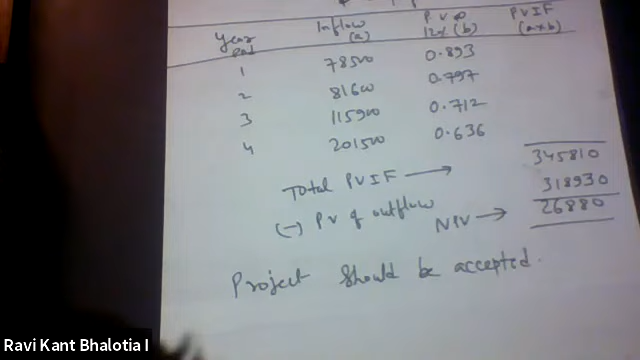 Year end Inflow (a) P.V @ 12% (b) PVIF (a×b)
1 78500 0.893
2 81600 0.797
3 115900 0.712
4 201500 0.636
Total PVIF → 345810
(-) PV of outflow 318930
NPV → 26880
Project should be accepted.
Ravi Kant Bhalotia I